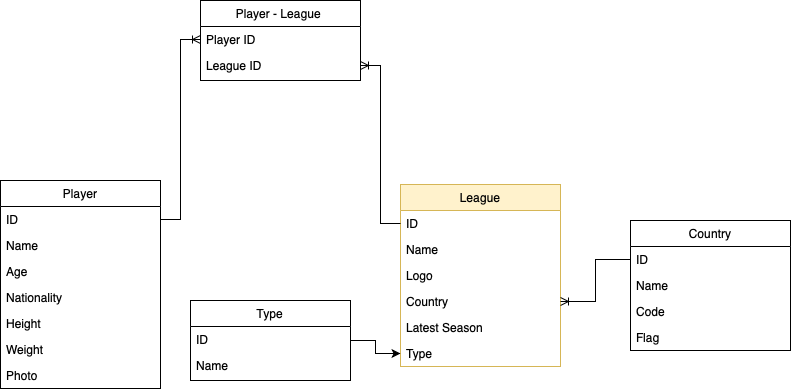 Player - League
Player ID
League ID
Player
ID
Name
Age
Nationality
Height
Weight
Photo
Type
ID
Name
League
ID
Name
Logo
Country
Latest Season
Type
Country
ID
Name
Code
Flag